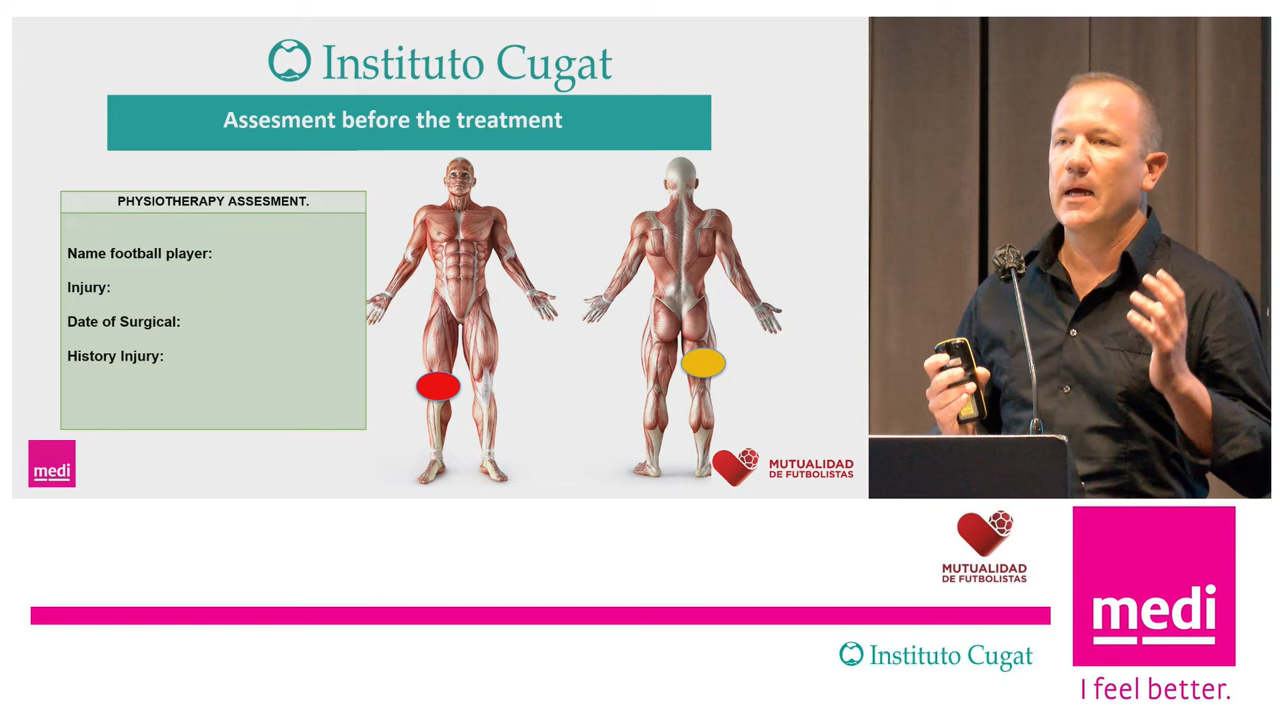 Instituto Cugat
Assesment before the treatment
PHYSIOTHERAPY ASSESMENT.
Name football player:
Injury:
Date of Surgical:
History Injury:
medi
MUTUALIDAD
DE FUTBOLISTAS
MUTUALIDAD
DE FUTBOLISTAS
medi
Instituto Cugat
I feel better.